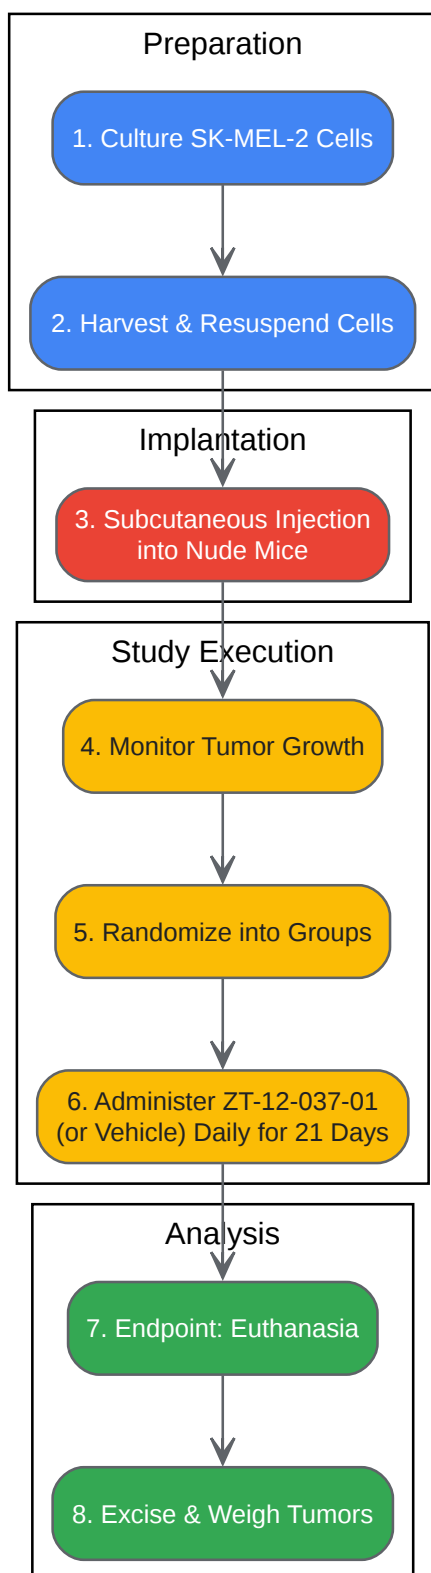 Preparation
1. Culture SK-MEL-2 Cells
2. Harvest & Resuspend Cells
Implantation
3. Subcutaneous Injection
into Nude Mice
Study Execution
4. Monitor Tumor Growth
5. Randomize into Groups
6. Administer ZT-12-037-01
(or Vehicle) Daily for 21 Days
Analysis
7. Endpoint: Euthanasia
8. Excise & Weigh Tumors